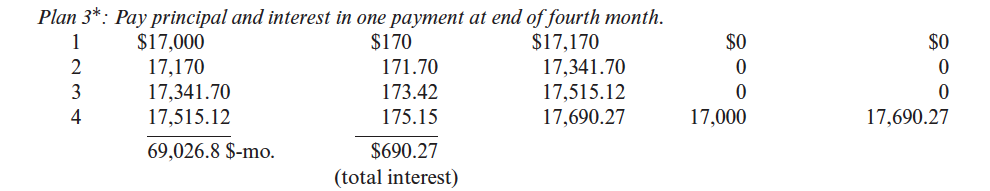 Plan 3*: Pay principal and interest in one payment at end of fourth month.
1 $17,000 $170 $17,170 $0 $0
2 17,170 171.70 17,341.70 0 0
3 17,341.70 173.42 17,515.12 0 0
4 17,515.12 175.15 17,690.27 17,000 17,690.27
69,026.8 $-mo. $690.27
(total interest)